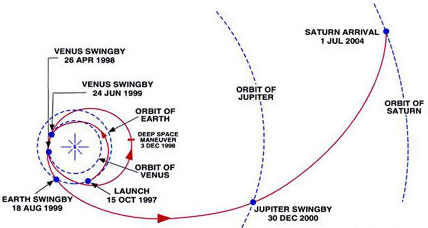 SATURN ARRIVAL
1 JUL 2004
VENUS SWINGBY
26 APR 1998
VENUS SWINGBY
24 JUN 1999
ORBIT OF
EARTH
DEEP SPACE
MANEUVER
3 DEC 1998
ORBIT OF
JUPITER
ORBIT OF
SATURN
ORBIT OF
VENUS
LAUNCH
15 OCT 1997
EARTH SWINGBY
18 AUG 1999
JUPITER SWINGBY
30 DEC 2000